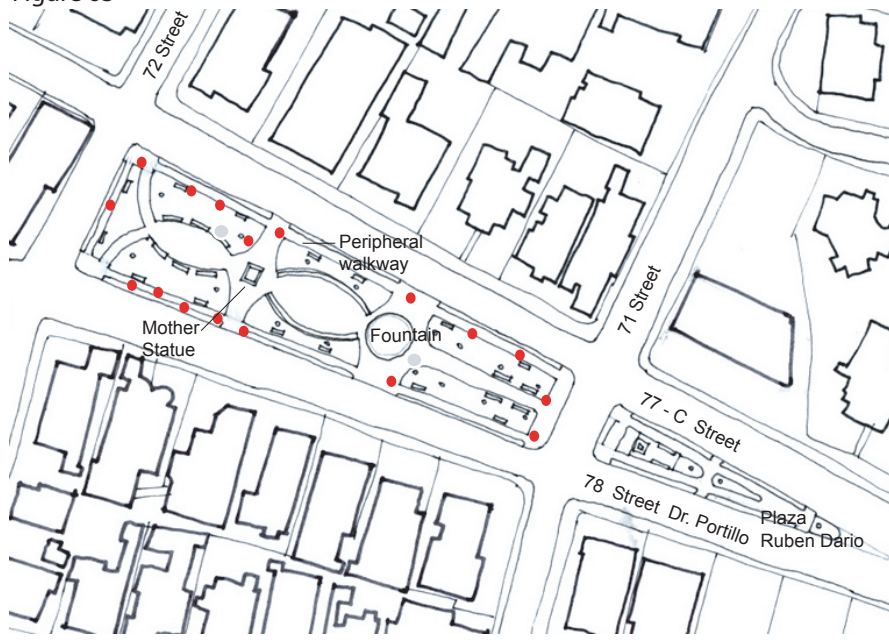 72 Street
Peripheral
walkway
71 Street
Mother
Statue
Fountain
77 - C Street
78 Street Dr. Portillo
Plaza
Ruben Dario